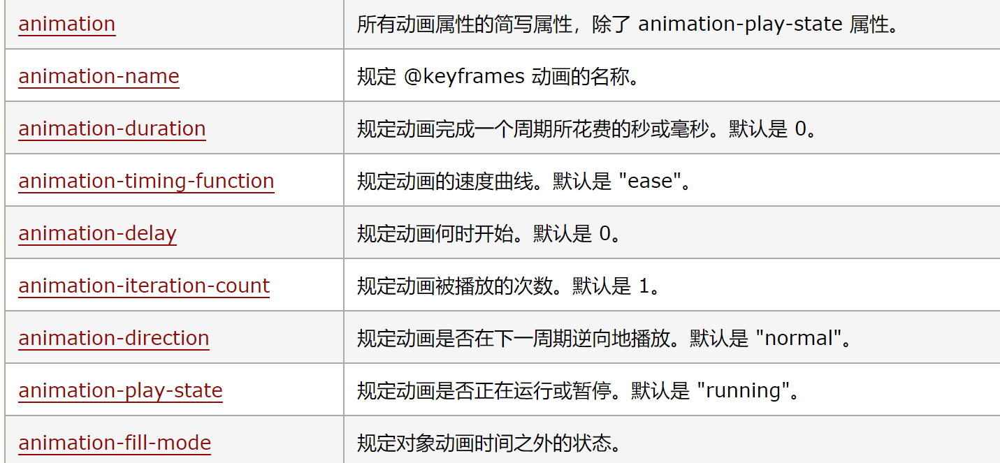 animation 所有动画属性的简写属性，除了 animation-play-state 属性。
animation-name 规定 @keyframes 动画的名称。
animation-duration 规定动画完成一个周期所花费的秒或毫秒。默认是 0。
animation-timing-function 规定动画的速度曲线。默认是 "ease"。
animation-delay 规定动画何时开始。默认是 0。
animation-iteration-count 规定动画被播放的次数。默认是 1。
animation-direction 规定动画是否在下一周期逆向地播放。默认是 "normal"。
animation-play-state 规定动画是否正在运行或暂停。默认是 "running"。
animation-fill-mode 规定对象动画时间之外的状态。